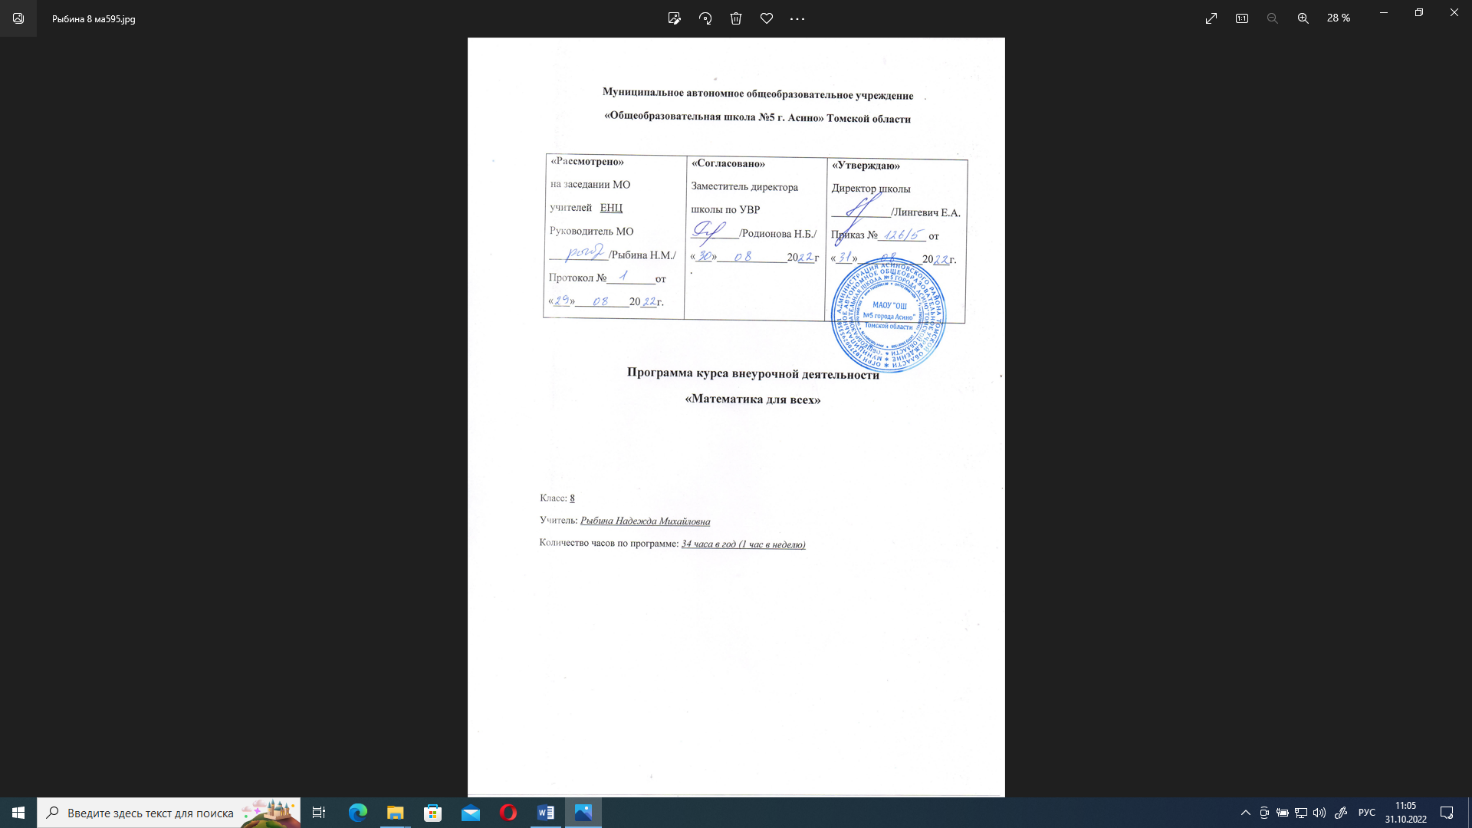 Рыбина 8 ма595.jpg
28 %
Муниципальное автономное общеобразовательное учреждение
«Общеобразовательная школа №5 г. Асино» Томской области
«Рассмотрено»
на заседании МО
учителей ЕНЦ
Руководитель МО
/Рыбина Н.М./
Протокол № 1 от
«29» 08 2022г.
«Согласовано»
Заместитель директора
школы по УВР
/Родионова Н.Б./
«30» 08 2022г
.
«Утверждаю»
Директор школы
/Лингевич Е.А.
Приказ № 126/5 от
«31» 08 2022г.
МАОУ "ОШ
№5 города Асино"
Томской области
Программа курса внеурочной деятельности
«Математика для всех»
Класс: 8
Учитель: Рыбина Надежда Михайловна
Количество часов по программе: 34 часа в год (1 час в неделю)
Введите здесь текст для поиска
РУС
11:05
31.10.2022